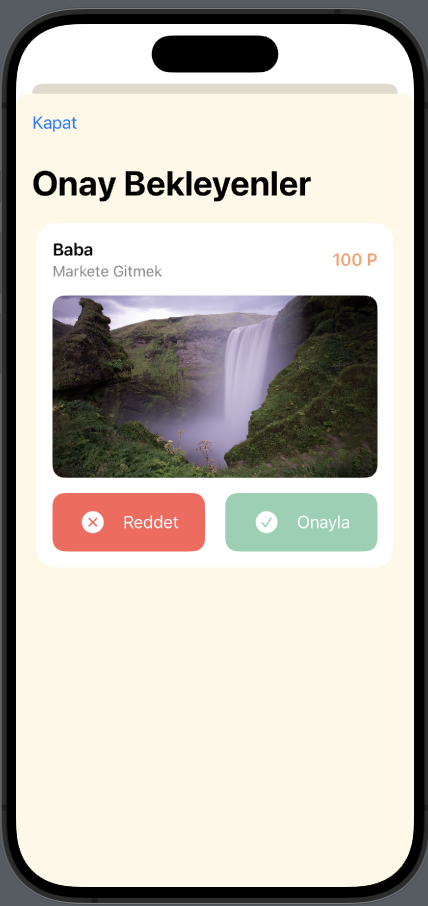 Kapat
Onay Bekleyenler
Baba
100 P
Markete Gitmek
Reddet
Onayla